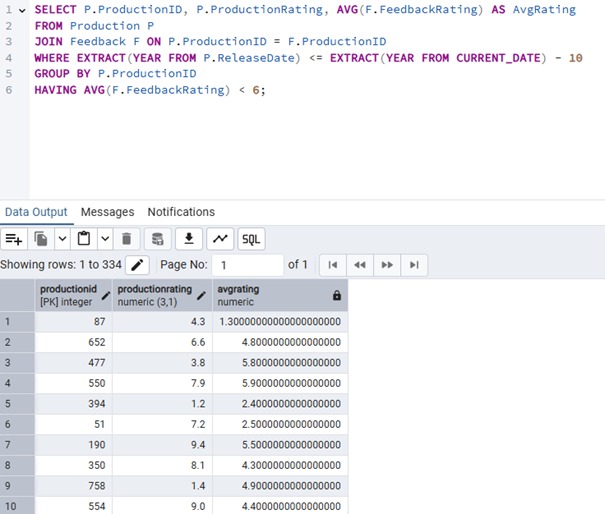 1 SELECT P.ProductionID, P.ProductionRating, AVG(F.FeedbackRating) AS AvgRating
2 FROM Production P
3 JOIN Feedback F ON P.ProductionID = F.ProductionID
4 WHERE EXTRACT(YEAR FROM P.ReleaseDate) <= EXTRACT(YEAR FROM CURRENT_DATE) - 10
5 GROUP BY P.ProductionID
6 HAVING AVG(F.FeedbackRating) < 6;
Data Output Messages Notifications
SQL
Showing rows: 1 to 334 Page No: 1 of 1
productionid productionrating avgrating
[PK] integer numeric (3,1) numeric
1 87 4.3 1.30000000000000000000
2 652 6.6 4.8000000000000000
3 477 3.8 5.8000000000000000
4 550 7.9 5.9000000000000000
5 394 1.2 2.4000000000000000
6 51 7.2 2.5000000000000000
7 190 9.4 5.5000000000000000
8 350 8.1 4.3000000000000000
9 758 1.4 4.9000000000000000
10 554 9.0 4.4000000000000000